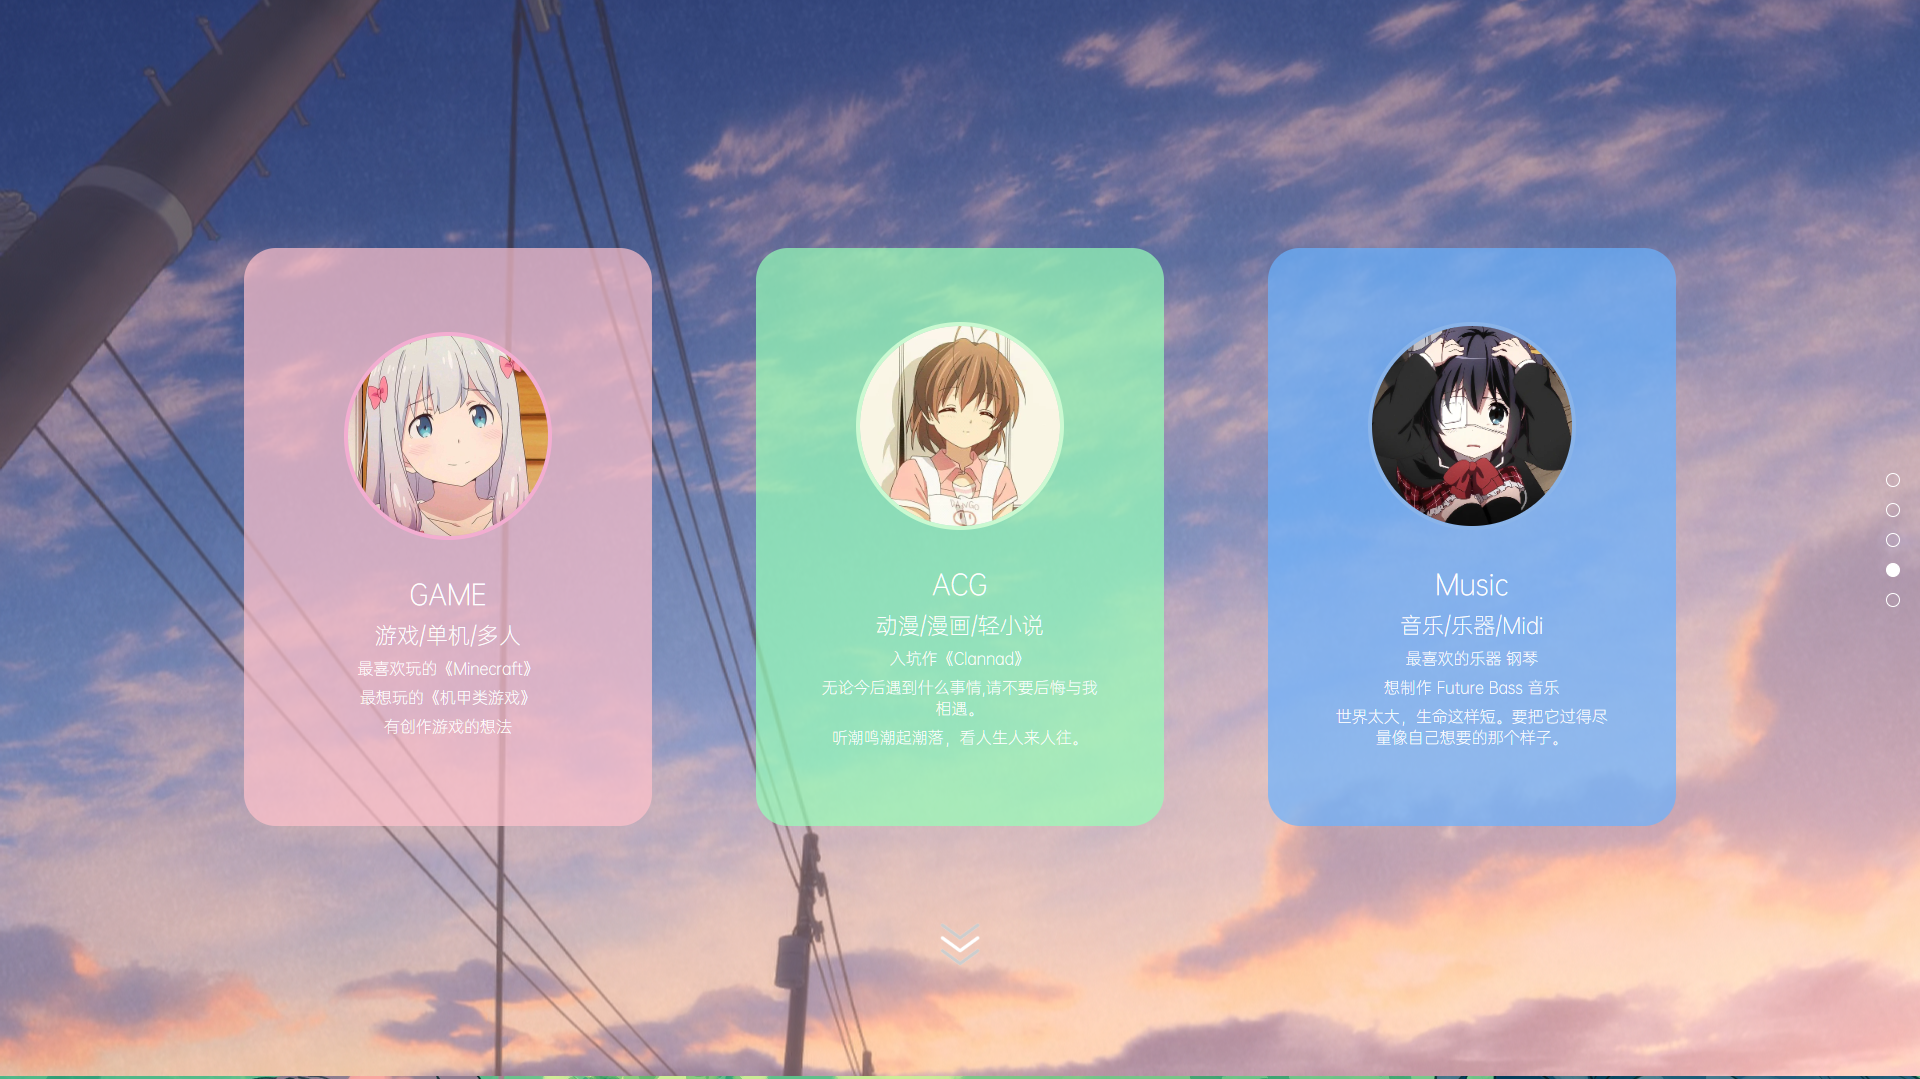 GAME
游戏/单机/多人
最喜欢玩的《Minecraft》
最想玩的《机甲类游戏》
有创作游戏的想法
DANGO
ACG
动漫/漫画/轻小说
入坑作《Clannad》
无论今后遇到什么事情,请不要后悔与我
相遇。
听潮鸣潮起潮落，看人生人来人往。
Music
音乐/乐器/Midi
最喜欢的乐器 钢琴
想制作 Future Bass 音乐
世界太大，生命这样短。要把它过得尽
量像自己想要的那个样子。